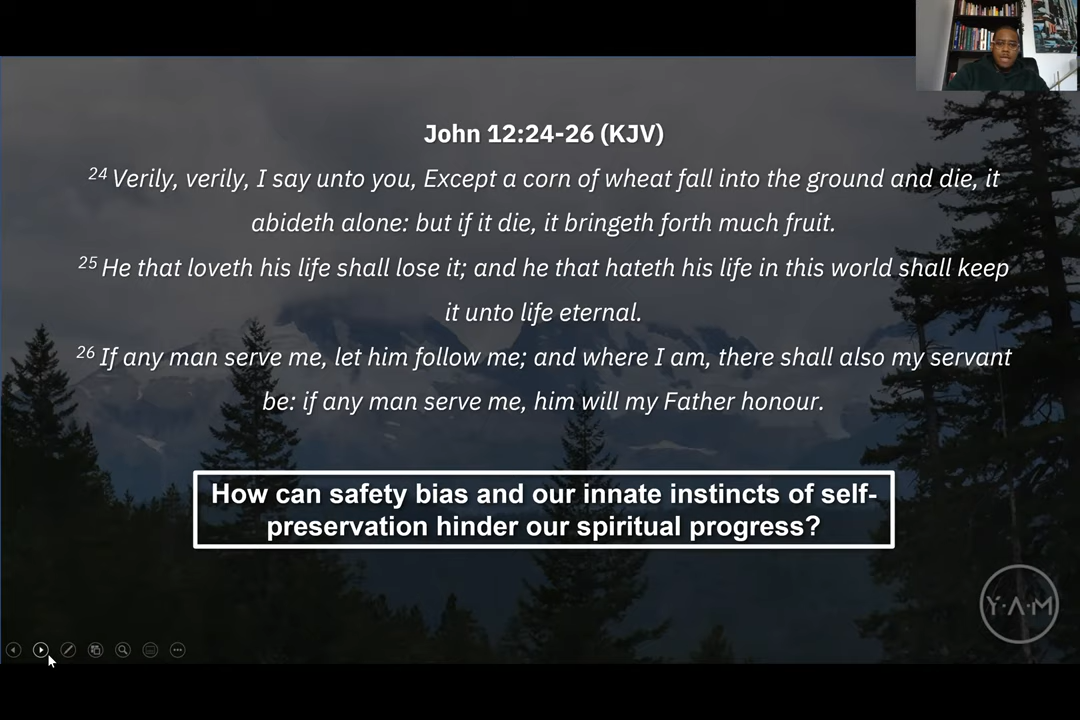 John 12:24-26 (KJV)
24 Verily, verily, I say unto you, Except a corn of wheat fall into the ground and die, it
abideth alone: but if it die, it bringeth forth much fruit.
25 He that loveth his life shall lose it; and he that hateth his life in this world shall keep
it unto life eternal.
26 If any man serve me, let him follow me; and where I am, there shall also my servant
be: if any man serve me, him will my Father honour.
How can safety bias and our innate instincts of self-
preservation hinder our spiritual progress?
Y·A·M